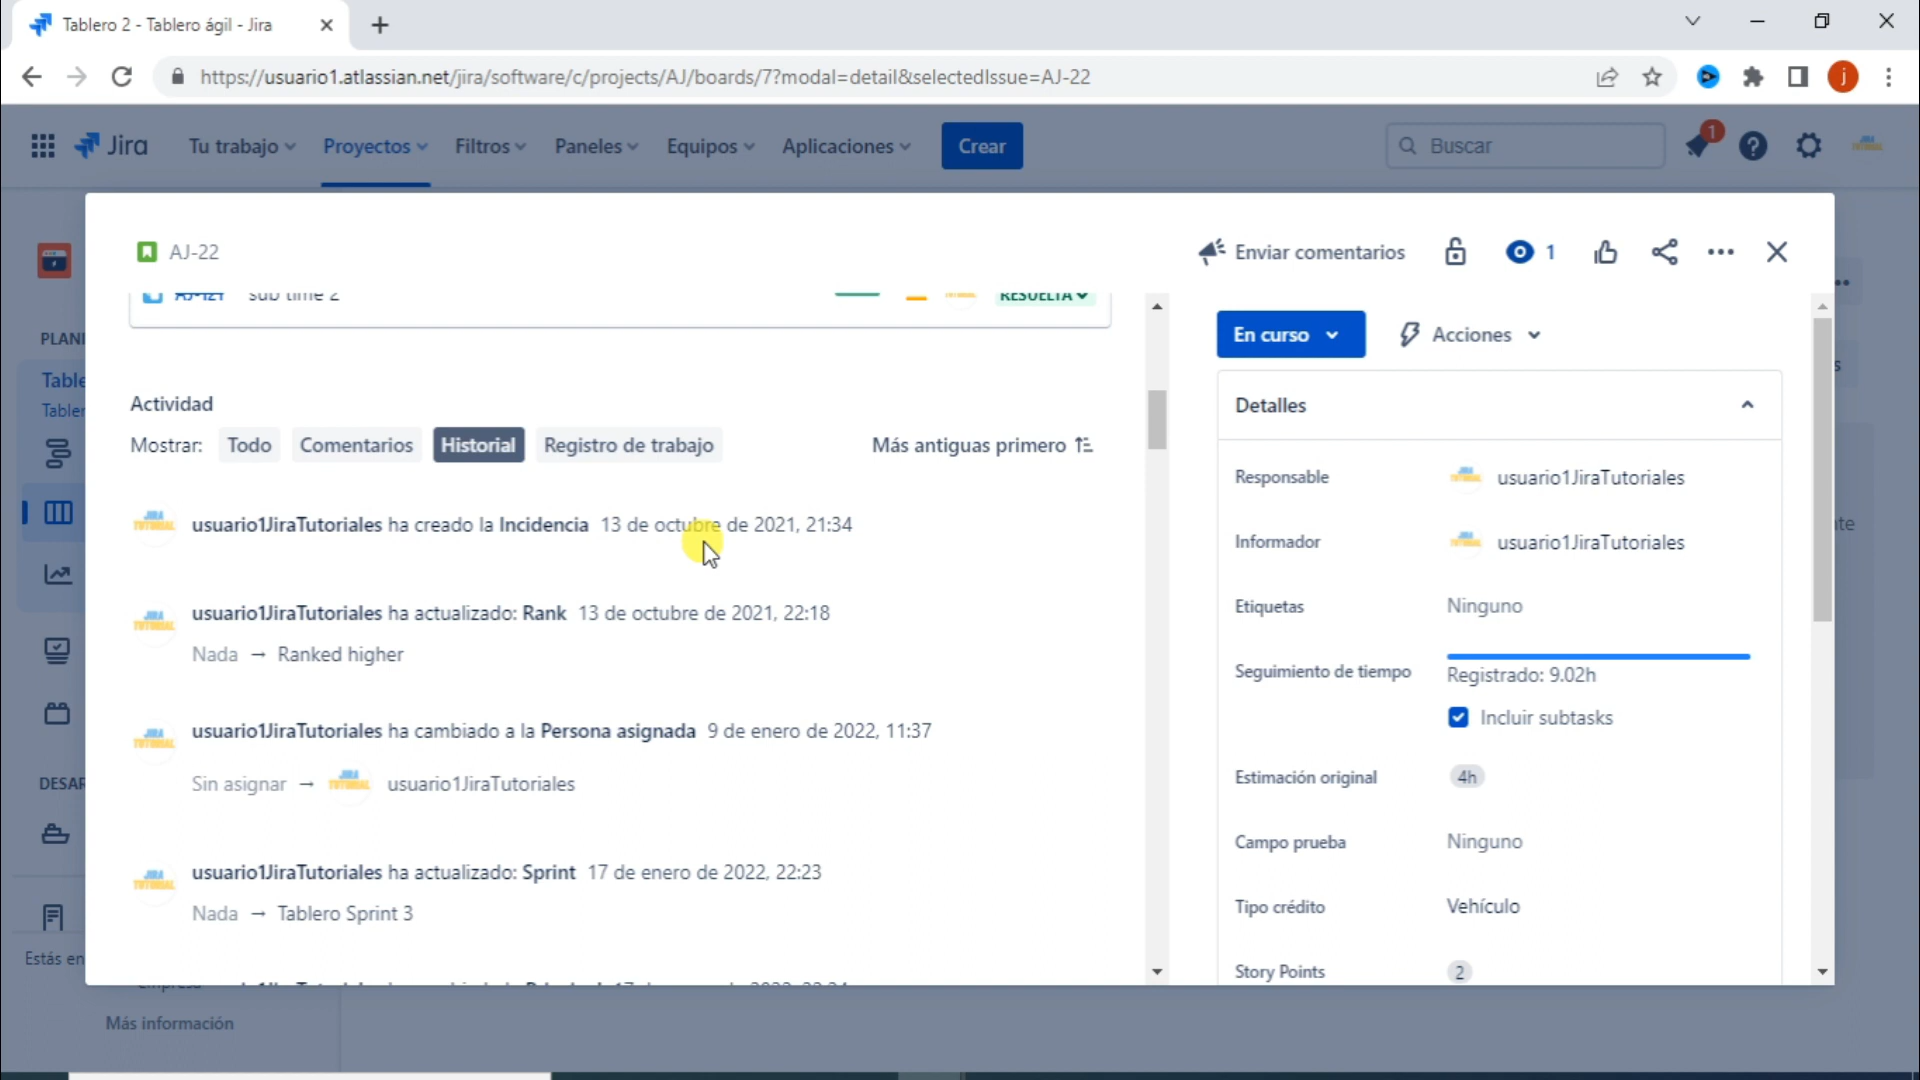 Tablero 2 - Tablero ágil - Jira
https://usuario1.atlassian.net/jira/software/c/projects/AJ/boards/7?modal=detail&selectedIssue=AJ-22
j
Jira
Tu trabajo
Proyectos
Filtros
Paneles
Equipos
Aplicaciones
Crear
Buscar
1
AJ-22
Enviar comentarios
1
AJ-121 sub time 2
RESUELTA
PLANI
Table
Tabler
En curso
Acciones
Actividad
Mostrar:
Todo
Comentarios
Historial
Registro de trabajo
Más antiguas primero
Detalles
Responsable
usuario1JiraTutoriales
usuario1JiraTutoriales ha creado la Incidencia 13 de octubre de 2021, 21:34
Informador
usuario1JiraTutoriales
usuario1JiraTutoriales ha actualizado: Rank 13 de octubre de 2021, 22:18
Nada → Ranked higher
Etiquetas
Ninguno
Seguimiento de tiempo
Registrado: 9.02h
Incluir subtasks
usuario1JiraTutoriales ha cambiado a la Persona asignada 9 de enero de 2022, 11:37
Sin asignar → usuario1JiraTutoriales
Estimación original
4h
DESAR
Campo prueba
Ninguno
usuario1JiraTutoriales ha actualizado: Sprint 17 de enero de 2022, 22:23
Nada → Tablero Sprint 3
Tipo crédito
Vehículo
Story Points
2
Estás en
Más información